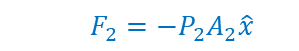 F₂ = −P₂A₂x̂